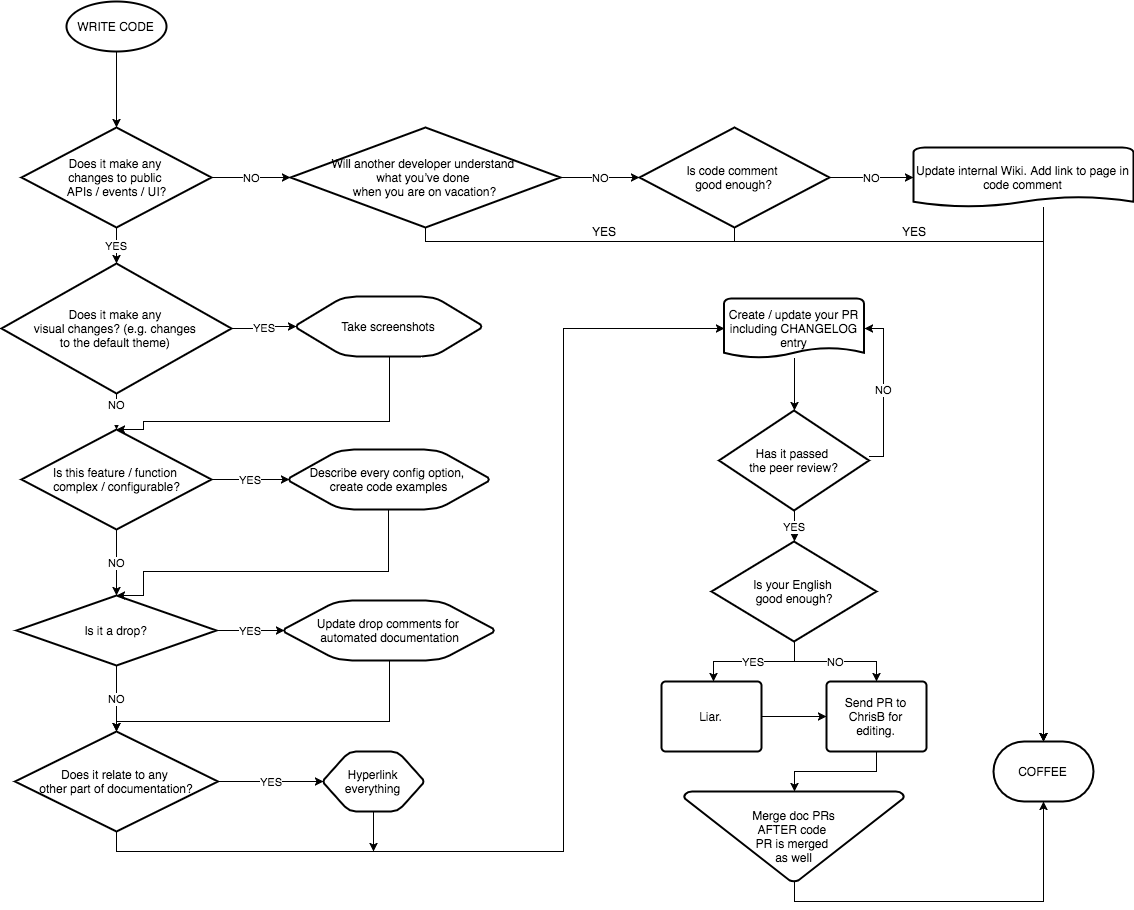 WRITE CODE
Does it make any
changes to public
APIs / events / UI?
NO
Will another developer understand
what you've done
when you are on vacation?
NO
Is code comment
good enough?
NO
Update internal Wiki. Add link to page in
code comment
YES
YES
YES
Does it make any
visual changes? (e.g. changes
to the default theme)
YES
Take screenshots
NO
Create / update your PR
including CHANGELOG
entry
NO
Is this feature / function
complex / configurable?
YES
Describe every config option,
create code examples
Has it passed
the peer review?
YES
NO
Is your English
good enough?
Is it a drop?
YES
Update drop comments for
automated documentation
YES
NO
NO
Liar.
Send PR to
ChrisB for
editing.
Does it relate to any
other part of documentation?
YES
Hyperlink
everything
COFFEE
Merge doc PRs
AFTER code
PR is merged
as well